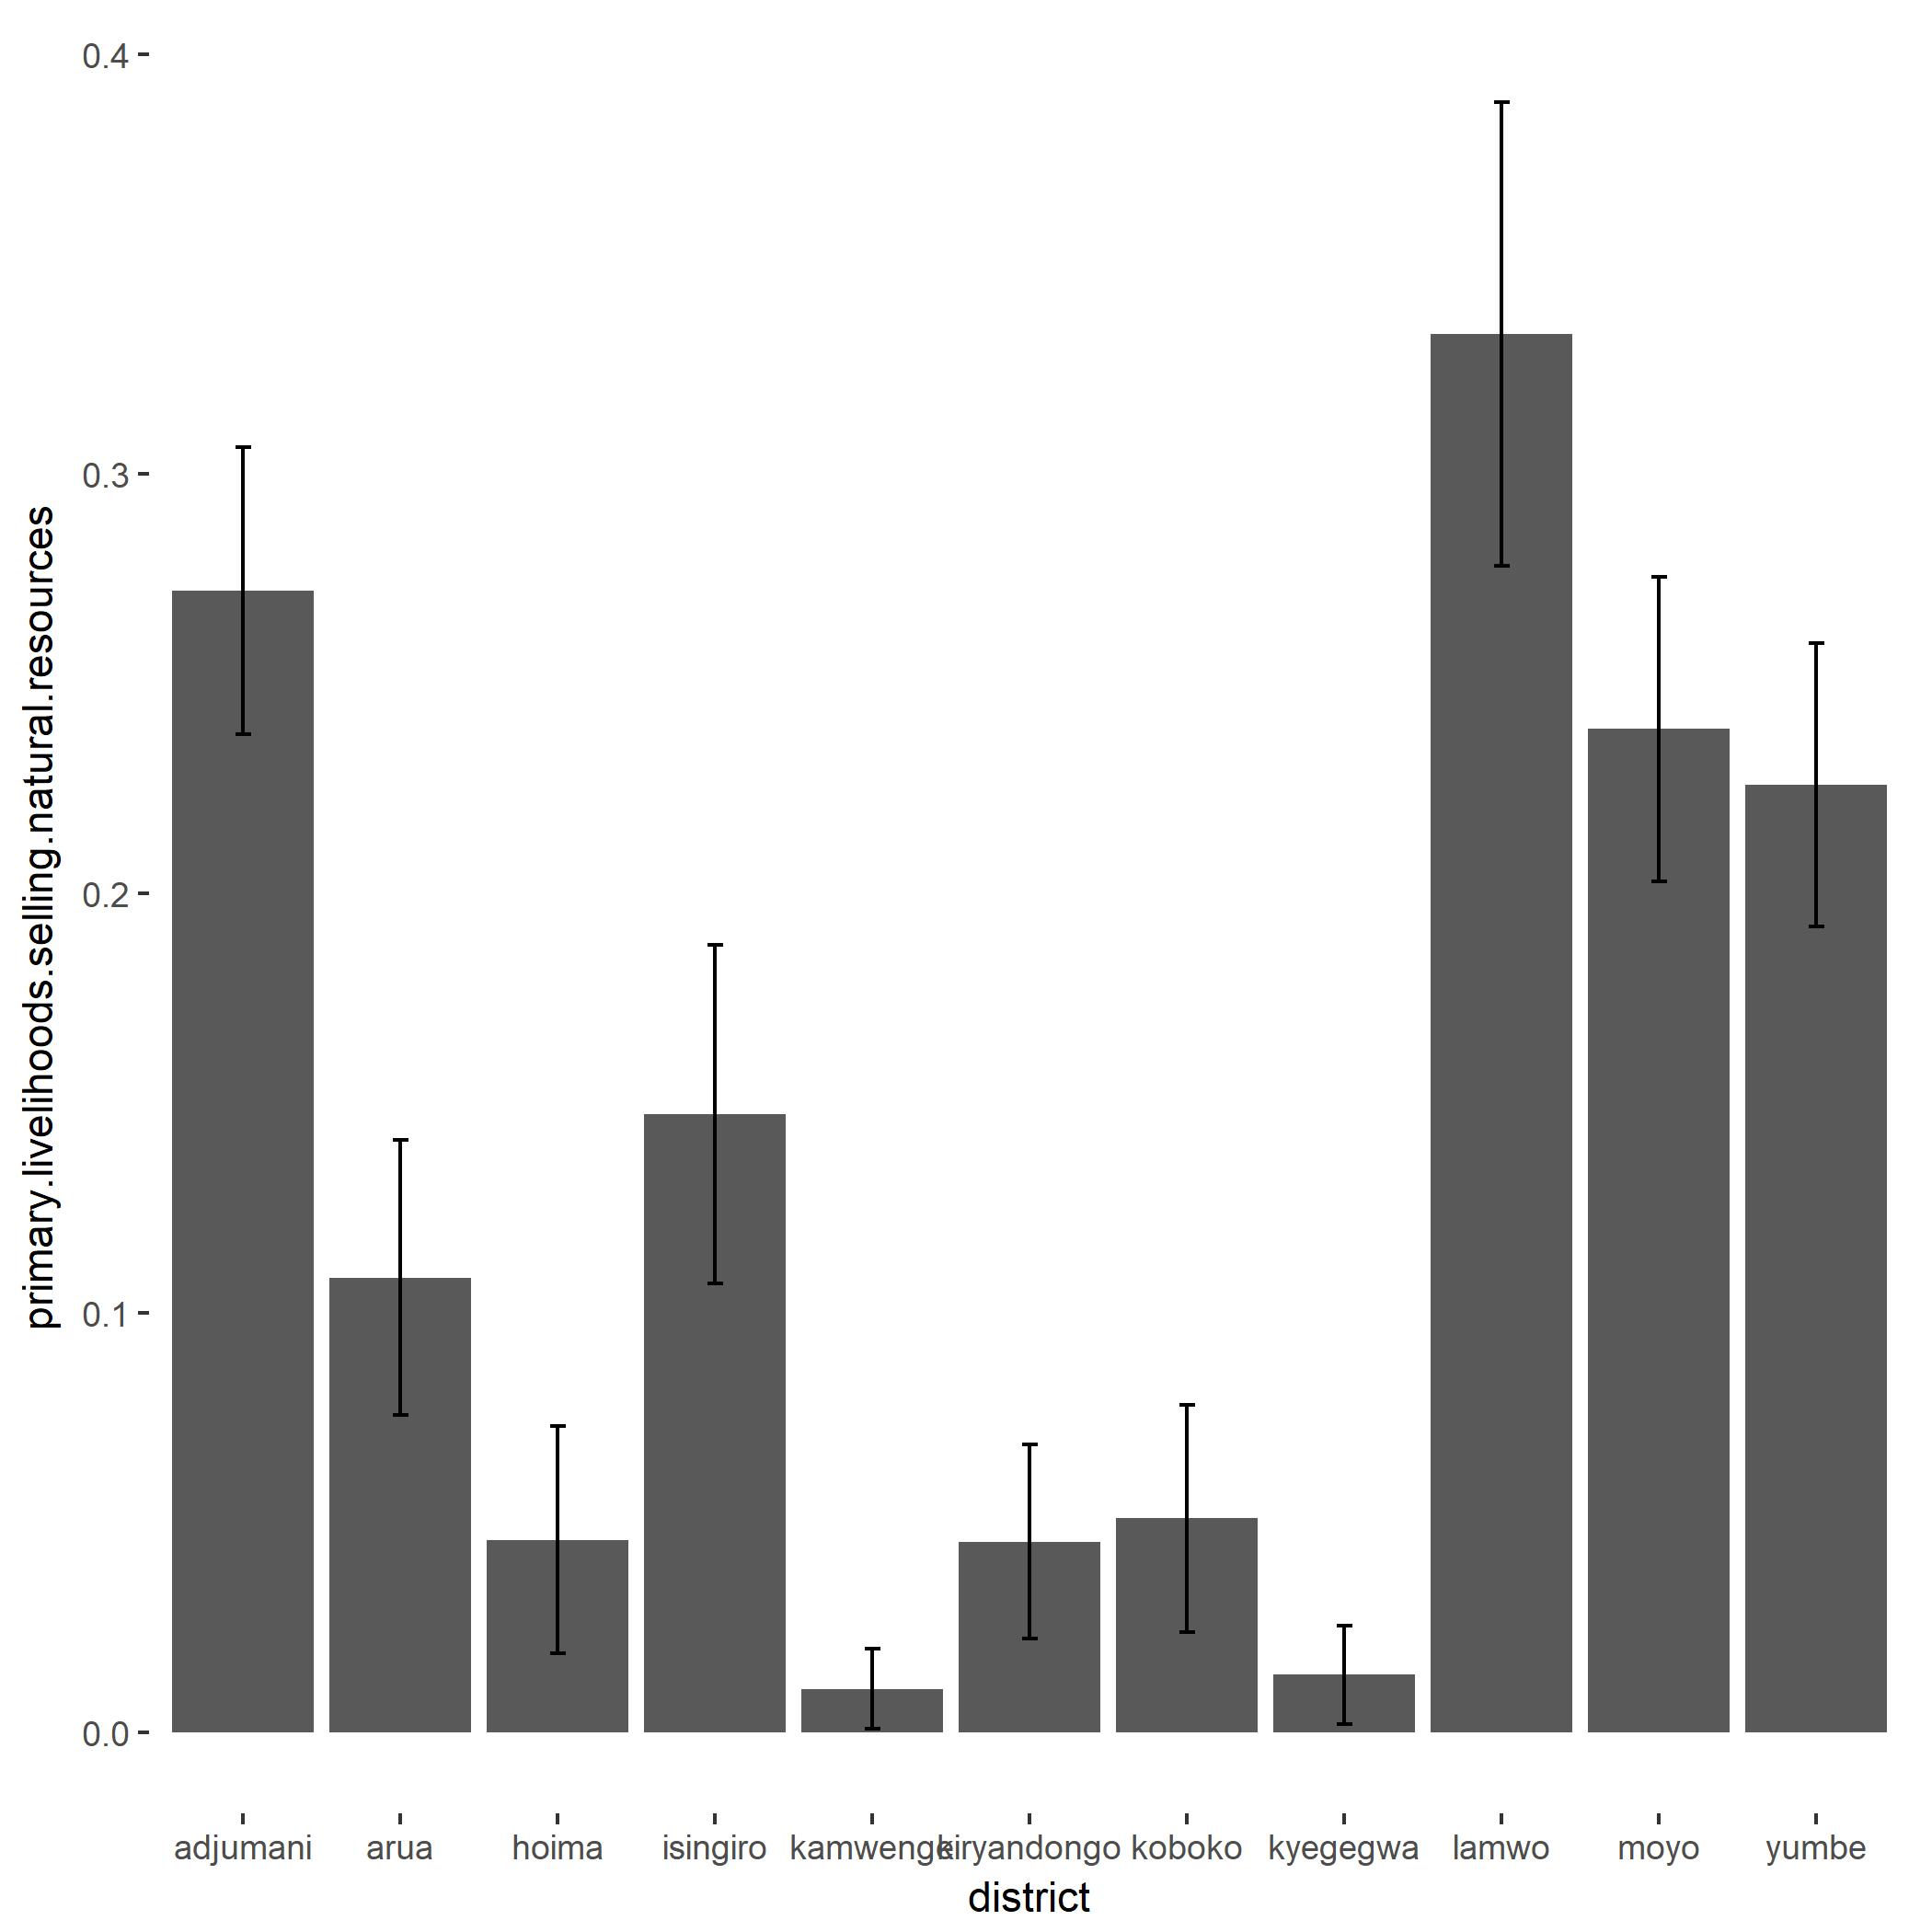 primary.livelihoods.selling.natural.resources
0.4
0.3
0.2
0.1
0.0
adjumani arua hoima isingiro kamwenge kiryandongo koboko kyegegwa lamwo moyo yumbe
district